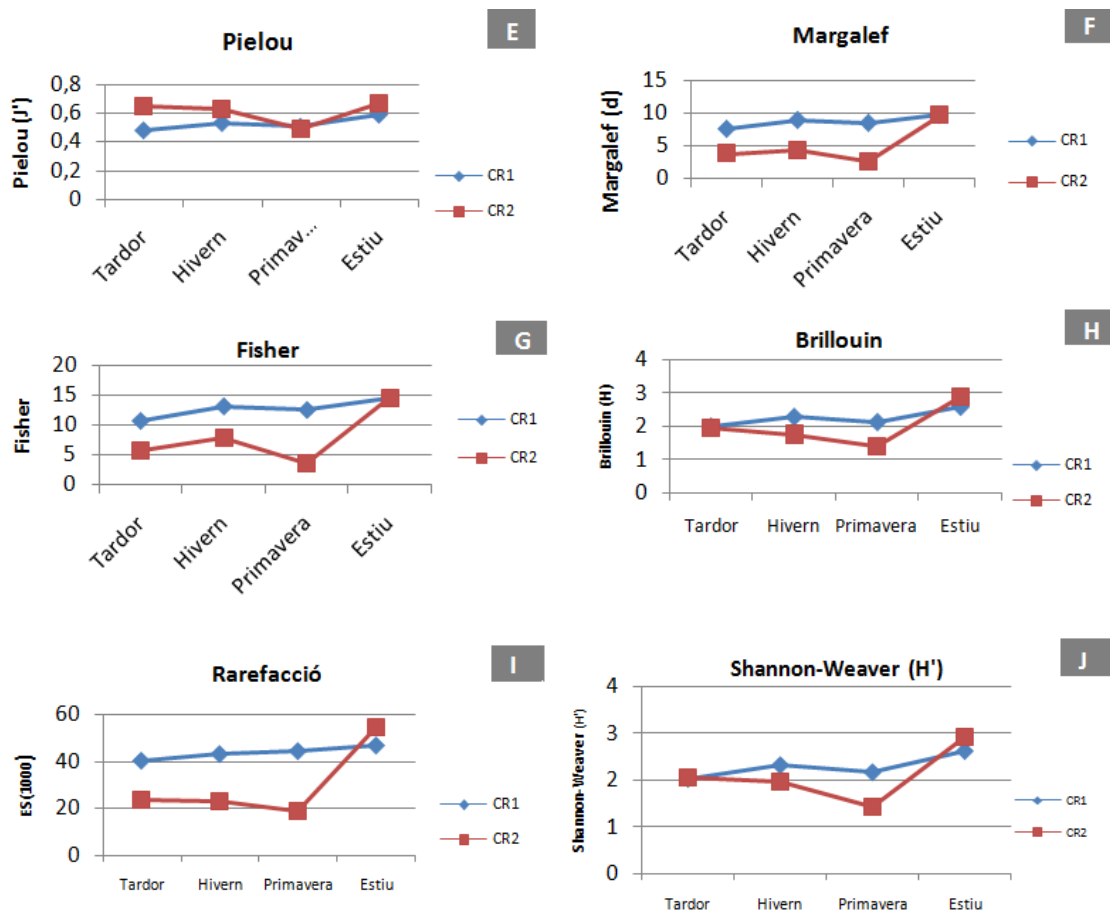 Pielou
E
Pielou (J')
0,8
0,6
0,4
0,2
0
Tardor
Hivern
Primav...
Estiu
CR1
CR2
Margalef
F
Margalef (d)
15
10
5
0
Tardor
Hivern
Primavera
Estiu
CR1
CR2
Fisher
G
Fisher
20
15
10
5
0
Tardor
Hivern
Primavera
Estiu
CR1
CR2
Brillouin
H
Brillouin (H)
4
3
2
1
0
Tardor
Hivern
Primavera
Estiu
CR1
CR2
Rarefacció
I
ES(1000)
60
40
20
0
Tardor
Hivern
Primavera
Estiu
CR1
CR2
Shannon-Weaver (H')
J
Shannon-Weaver (H')
4
3
2
1
0
Tardor
Hivern
Primavera
Estiu
CR1
CR2